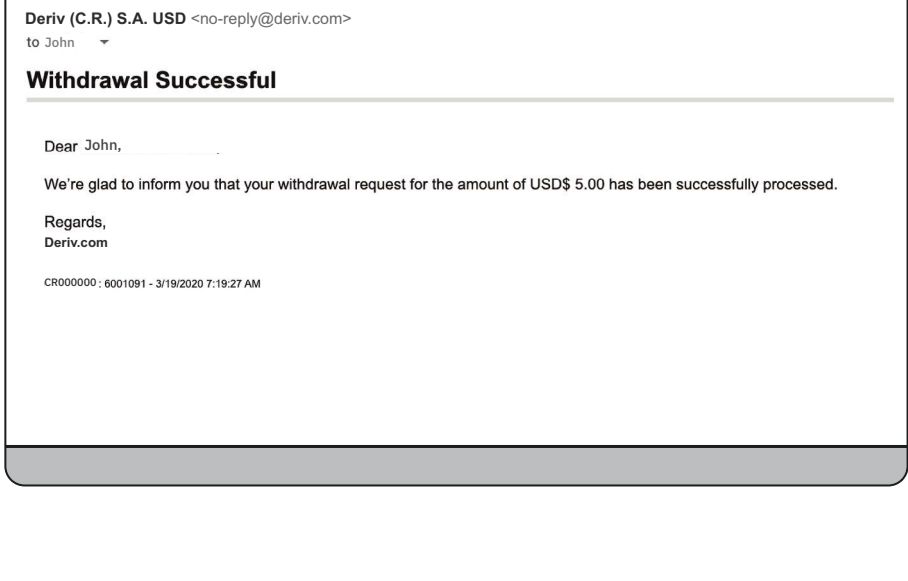 Deriv (C.R.) S.A. USD <no-reply@deriv.com>
to John
Withdrawal Successful
Dear John,
We're glad to inform you that your withdrawal request for the amount of USD$ 5.00 has been successfully processed.
Regards,
Deriv.com
CR000000 : 6001091 - 3/19/2020 7:19:27 AM